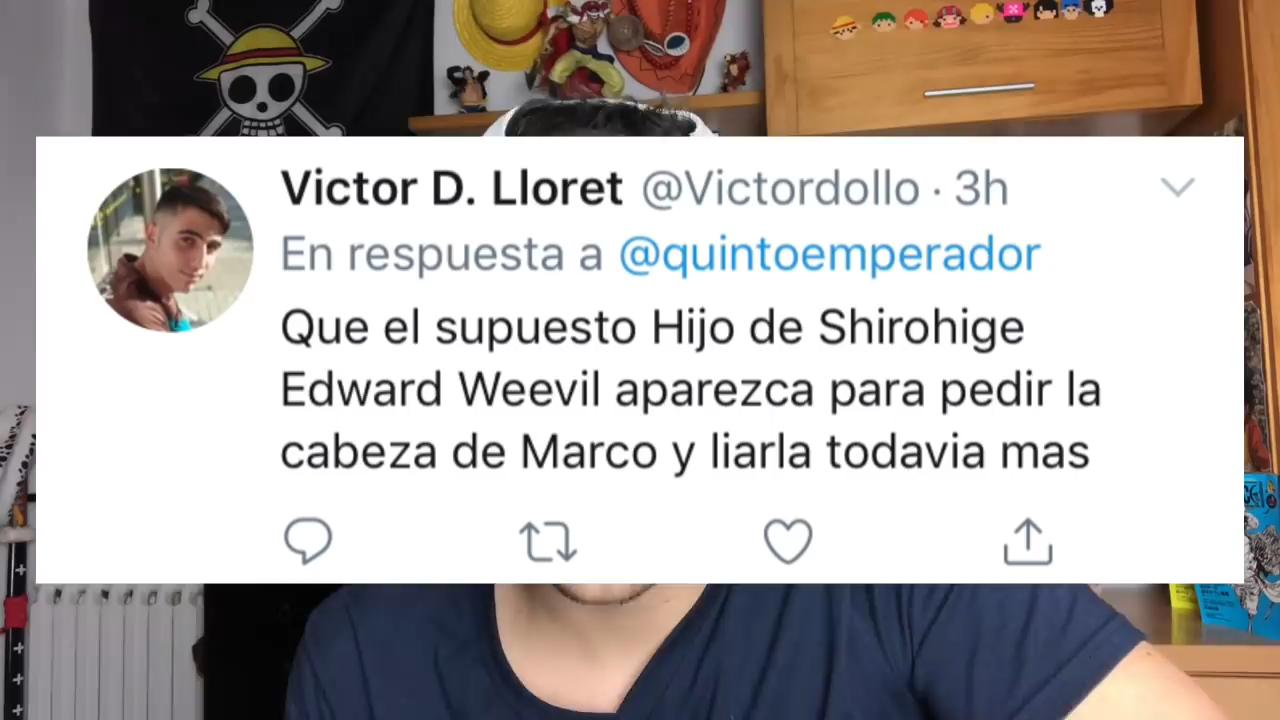 Victor D. Lloret @Victordollo · 3h
En respuesta a @quintoemperador
Que el supuesto Hijo de Shirohige
Edward Weevil aparezca para pedir la
cabeza de Marco y liarla todavia mas